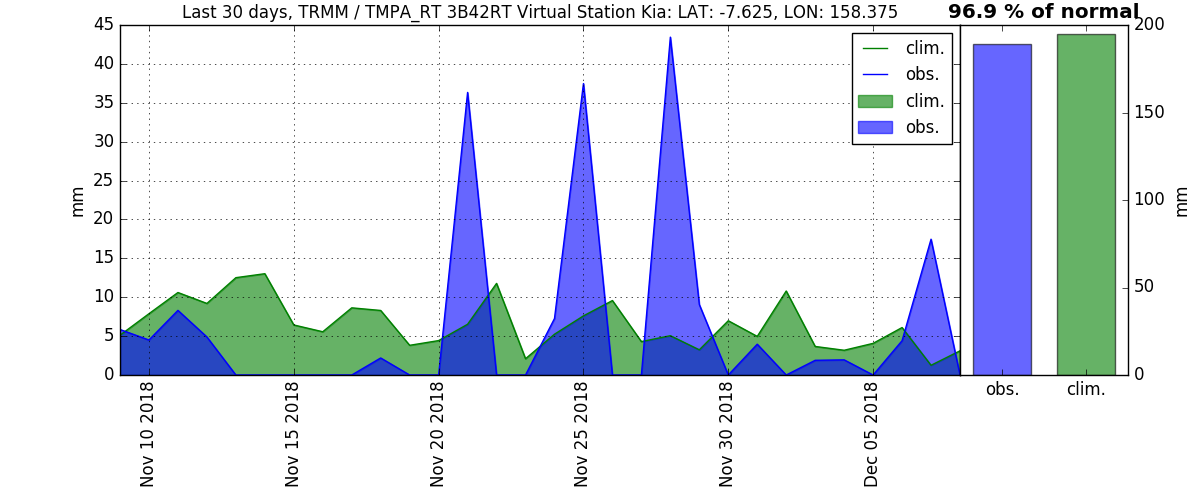 Last 30 days, TRMM / TMPA_RT 3B42RT Virtual Station Kia: LAT: -7.625, LON: 158.375
96.9 % of normal
45
40
35
30
25
20
15
10
5
0
mm
clim.
obs.
clim.
obs.
200
150
100
50
0
mm
Nov 10 2018
Nov 15 2018
Nov 20 2018
Nov 25 2018
Nov 30 2018
Dec 05 2018
obs.
clim.